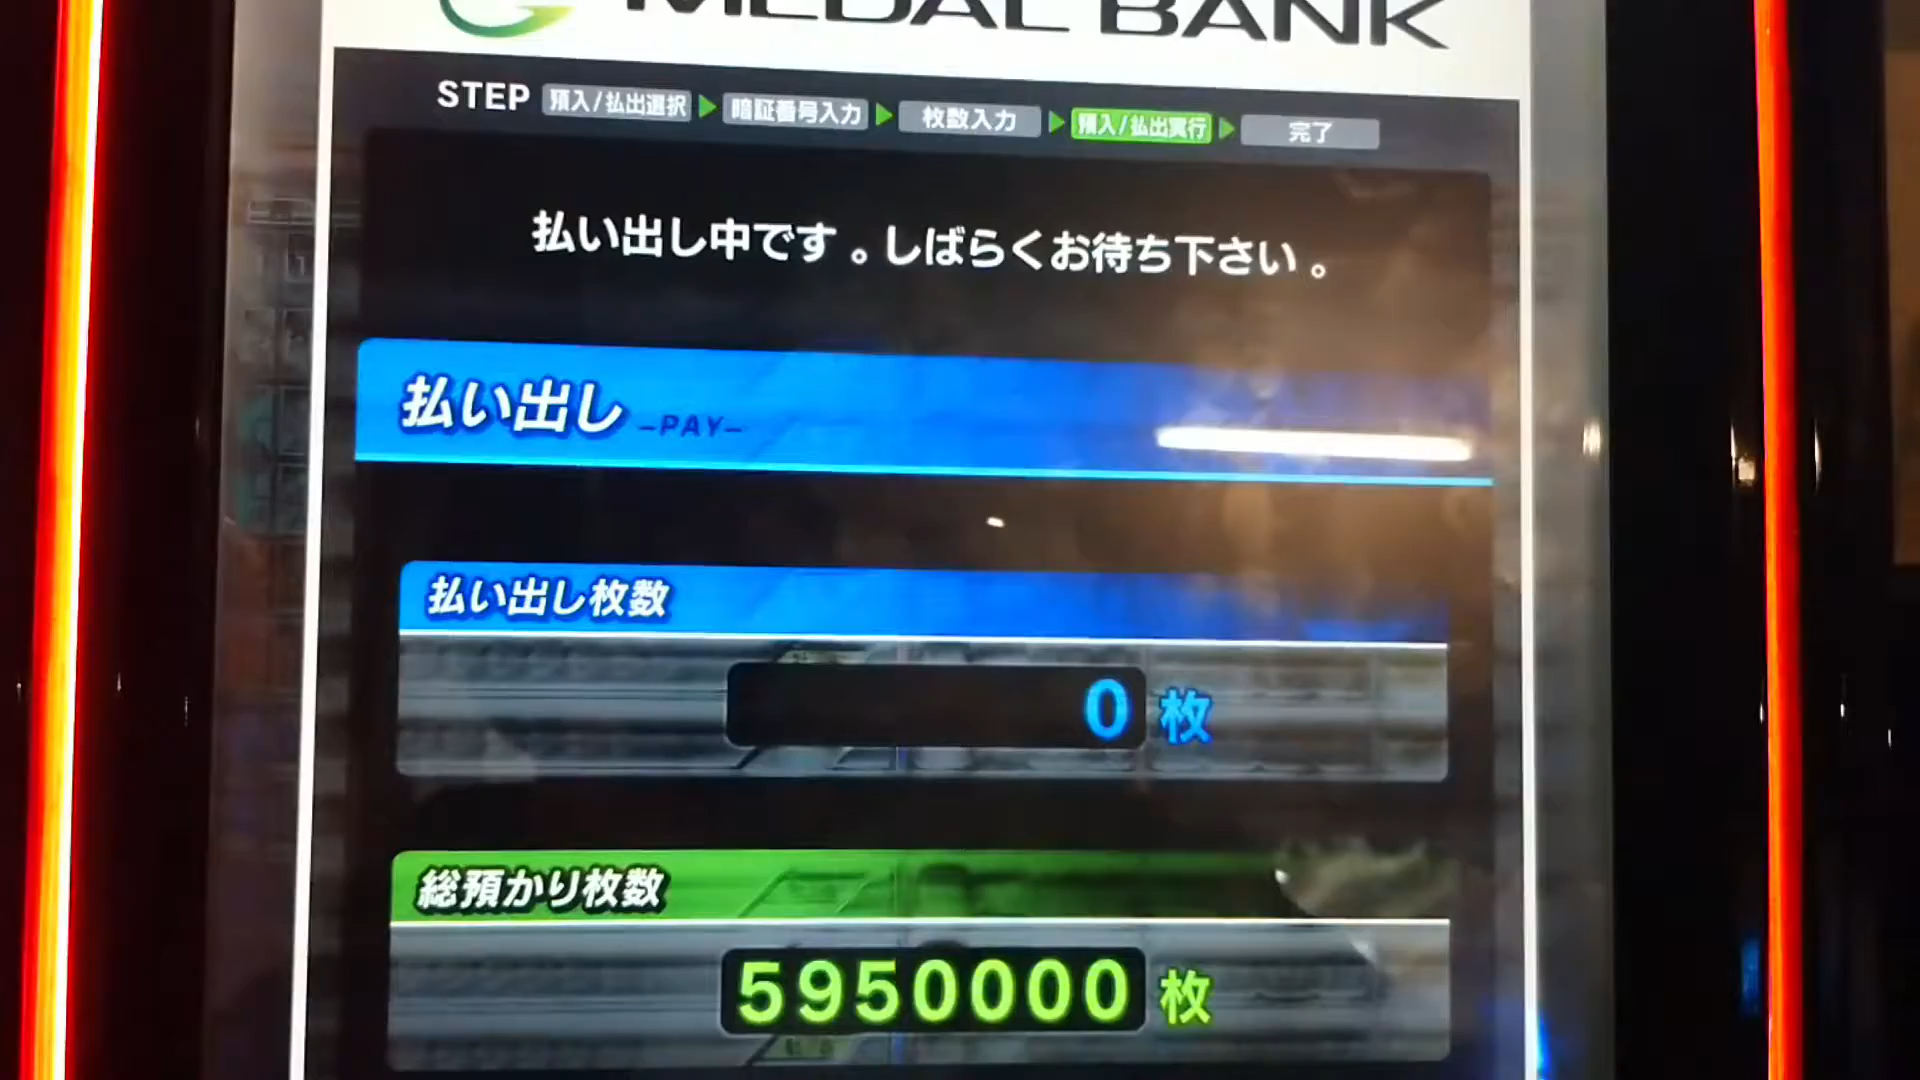 MEDAL BANK
STEP 預入/払出選択 暗証番号入力 枚数入力 預入/払出実行 完了
払い出し中です。しばらくお待ち下さい。
払い出し -PAY-
払い出し枚数
0 枚
総預かり枚数
5950000 枚